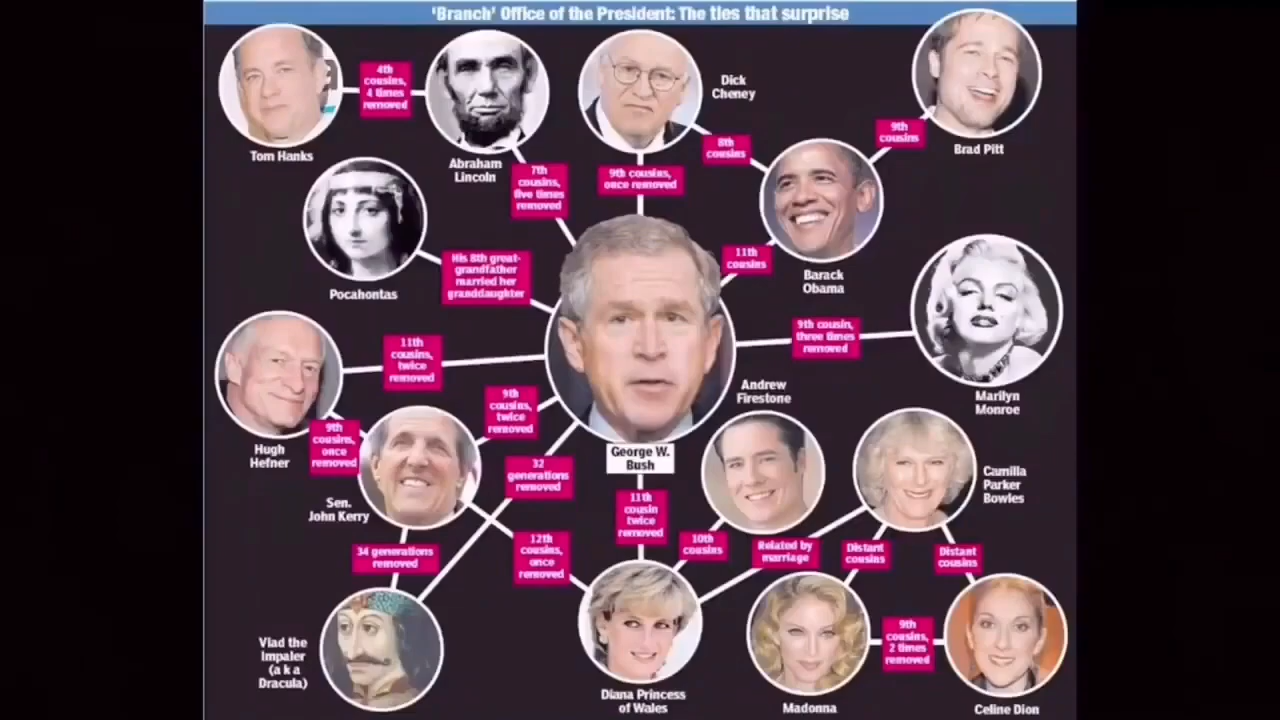 'Branch' Office of the President: The ties that surprise
4th
cousins,
4 times
removed
Tom Hanks
Abraham
Lincoln
Dick
Cheney
8th
cousins
9th
cousins
Brad Pitt
7th
cousins,
five times
removed
9th cousins,
once removed
Pocahontas
His 8th great-
grandfather
married her
granddaughter
11th
cousins
Barack
Obama
9th cousin,
three times
removed
Marilyn
Monroe
11th
cousins,
twice
removed
Hugh
Hefner
9th
cousins,
once
removed
9th
cousins,
twice
removed
Andrew
Firestone
George W.
Bush
Camilla
Parker
Bowles
32
generations
removed
Sen.
John Kerry
11th
cousin
twice
removed
34 generations
removed
12th
cousins,
once
removed
10th
cousins
Related by
marriage
Distant
cousins
Distant
cousins
Vlad the
Impaler
(a k a
Dracula)
Diana Princess
of Wales
Madonna
9th
cousins,
2 times
removed
Celine Dion